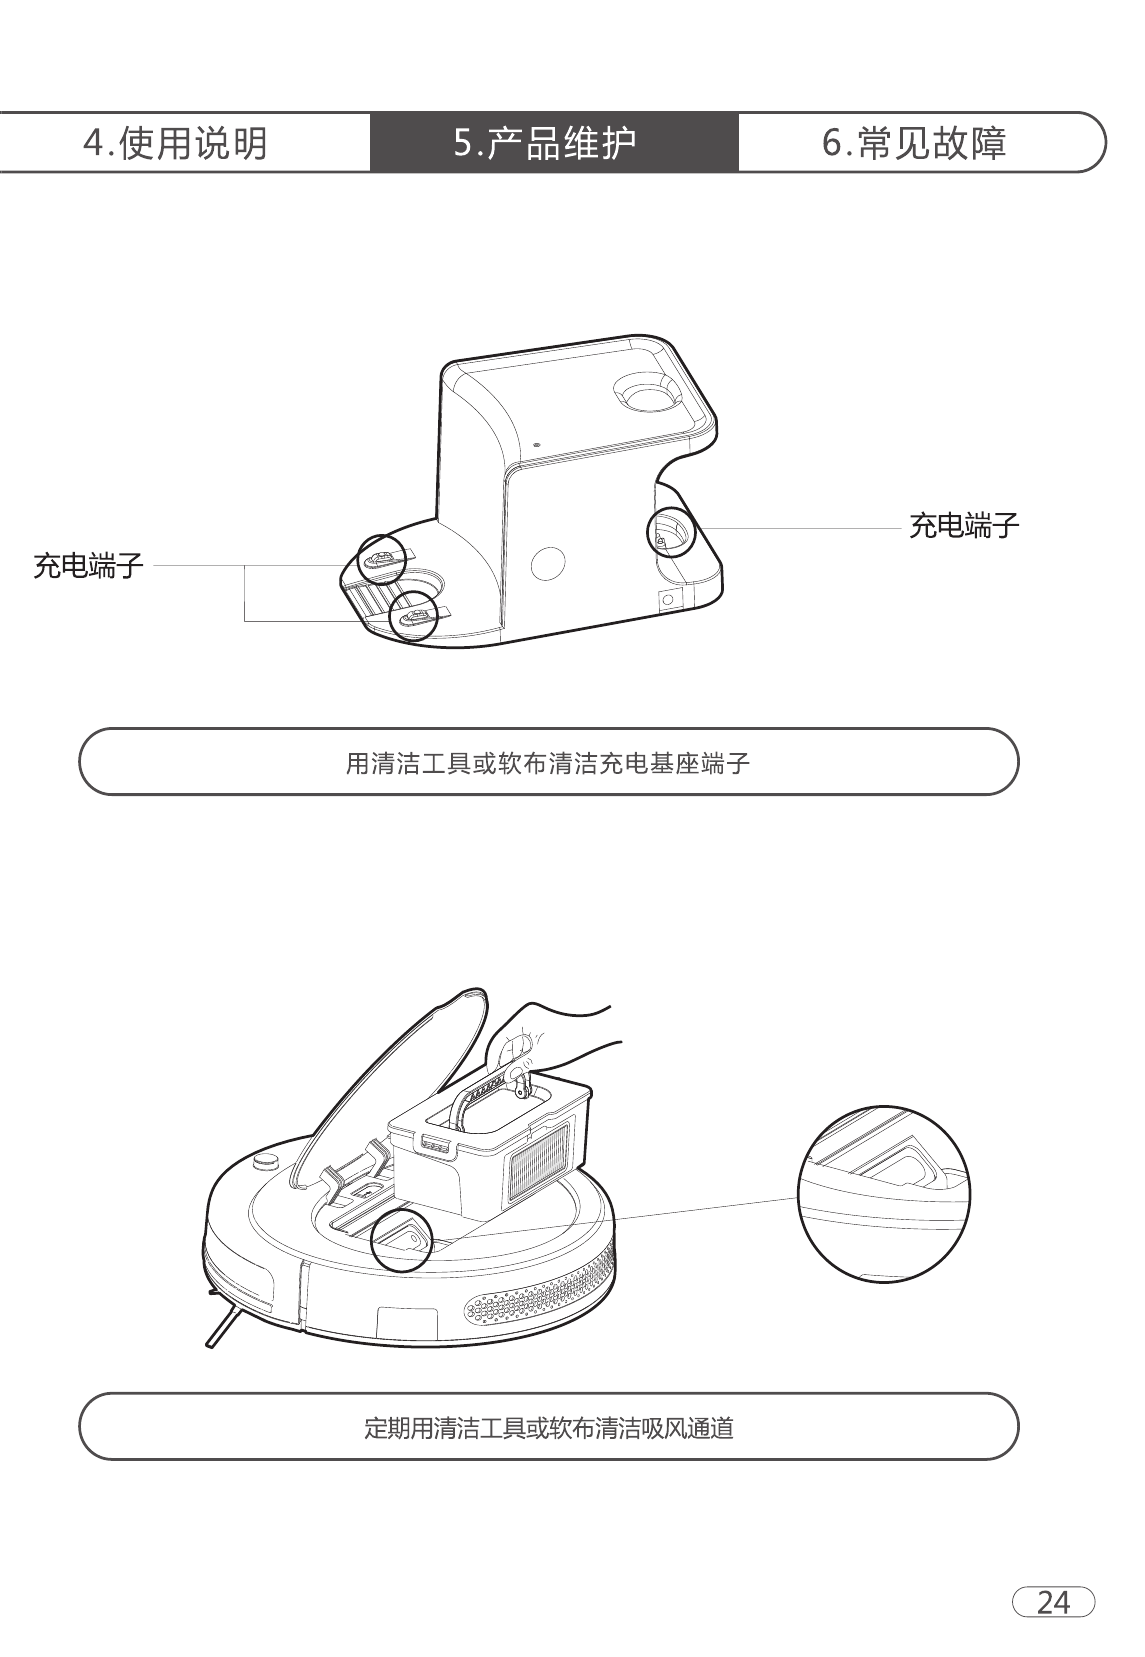 4.使用说明
5.产品维护
6.常见故障
充电端子
充电端子
用清洁工具或软布清洁充电基座端子
定期用清洁工具或软布清洁吸风通道
24